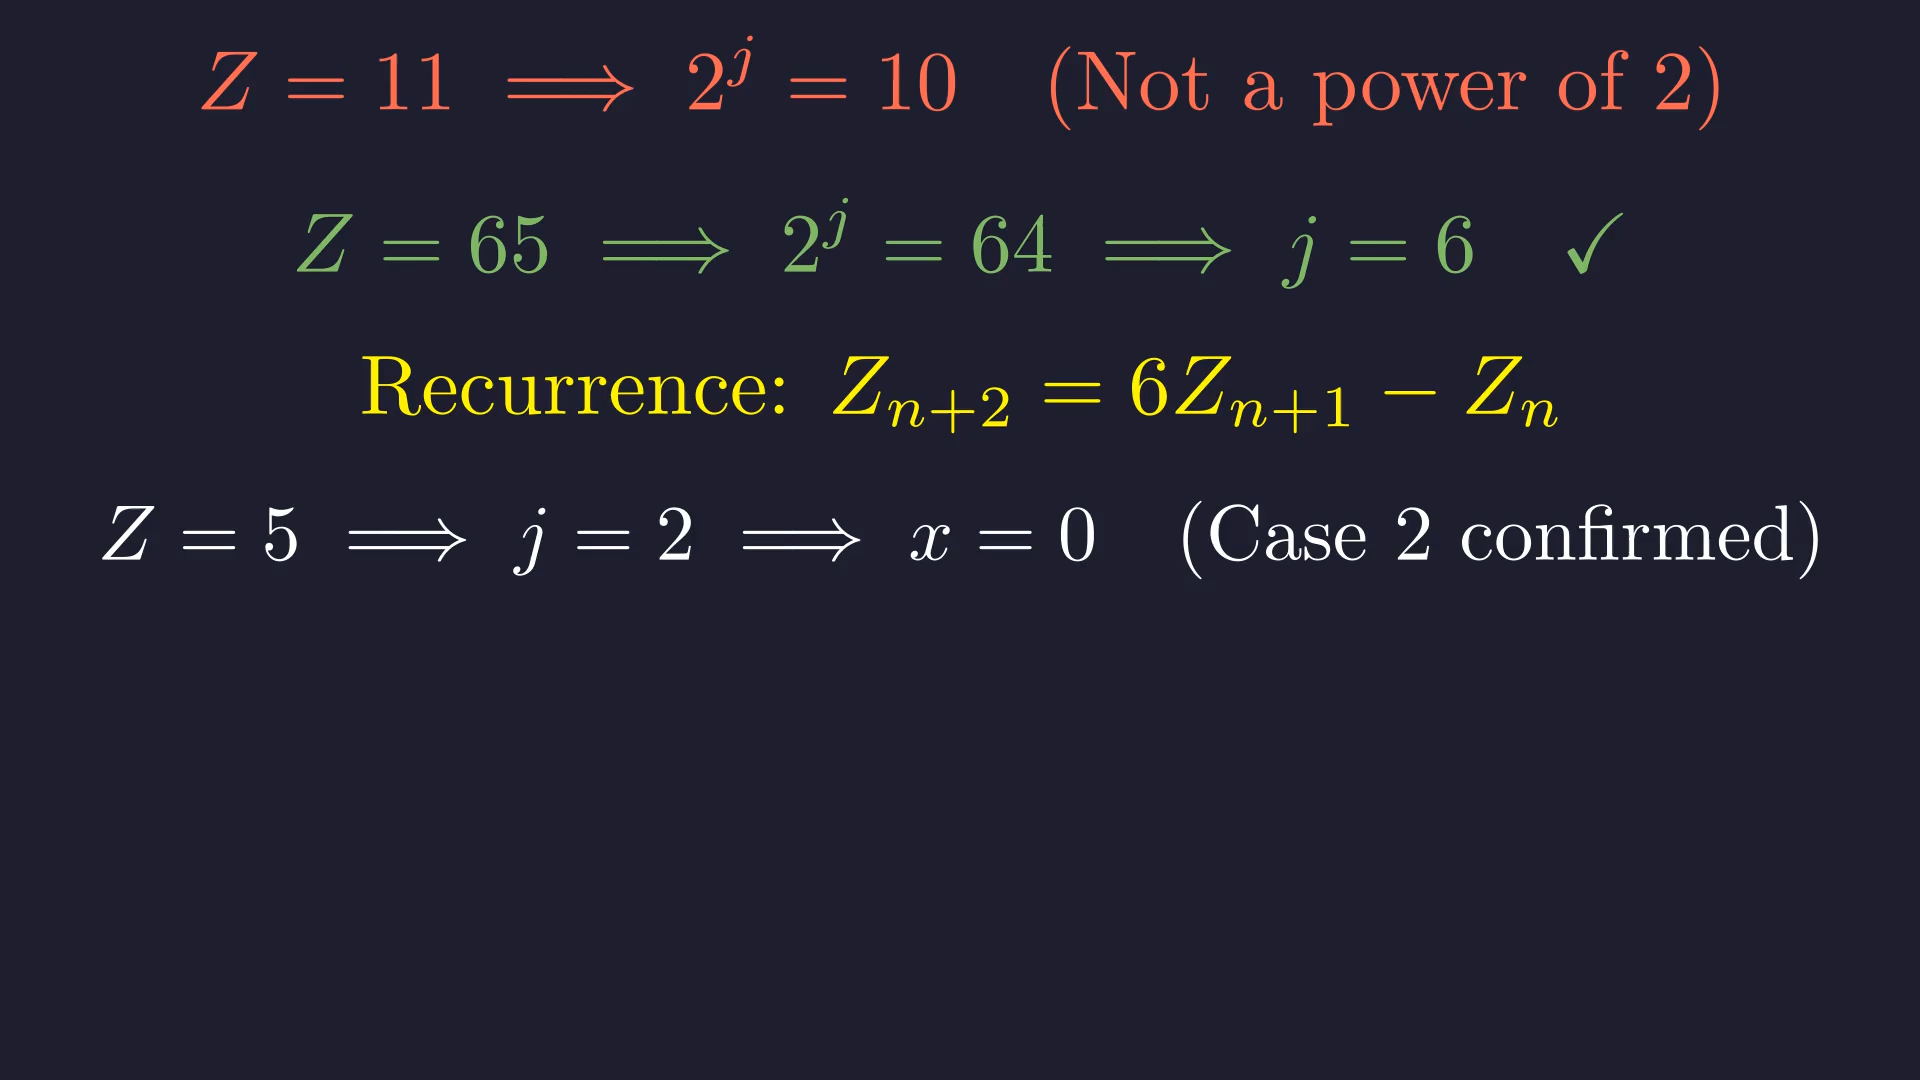 Z = 11 ⟹ 2^j = 10 (Not a power of 2)
Z = 65 ⟹ 2^j = 64 ⟹ j = 6 ✓
Recurrence: Z_{n+2} = 6Z_{n+1} − Z_n
Z = 5 ⟹ j = 2 ⟹ x = 0 (Case 2 confirmed)